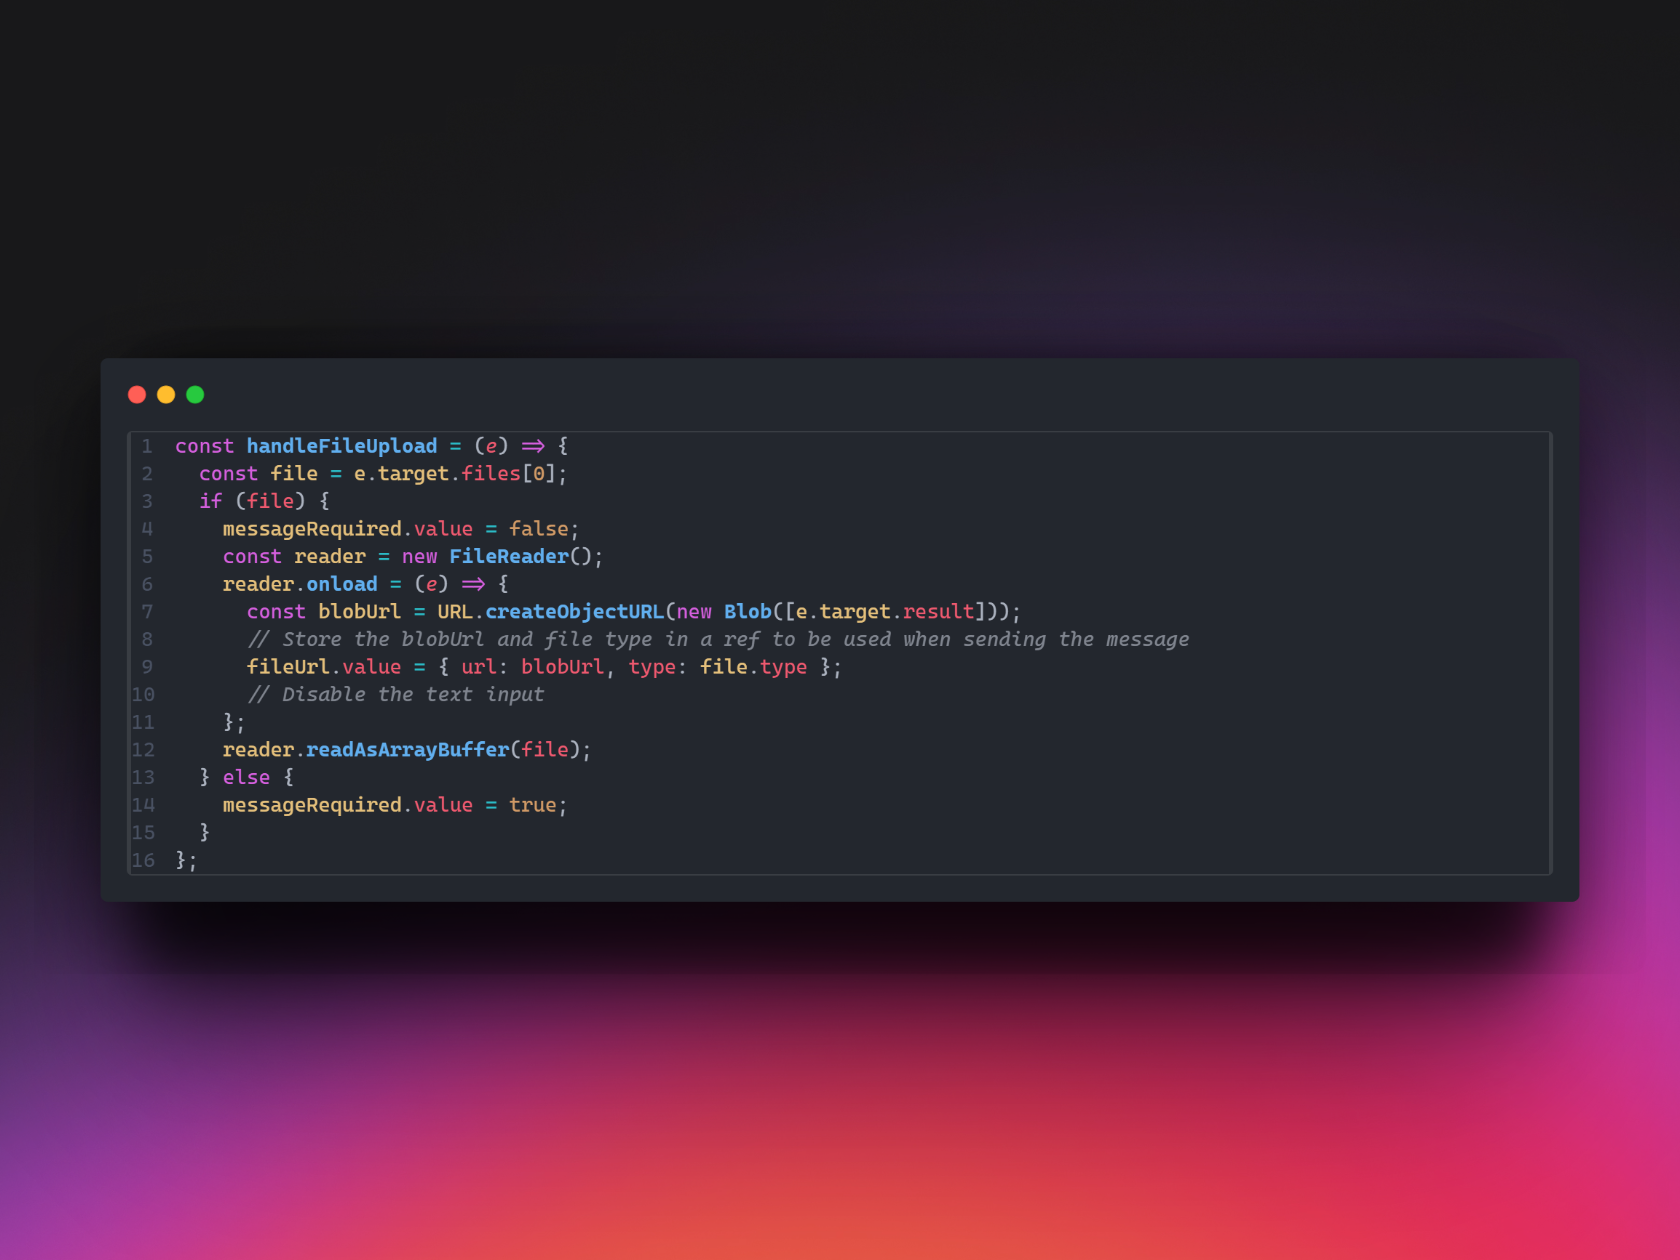 1 const handleFileUpload = (e) => {
2   const file = e.target.files[0];
3   if (file) {
4     messageRequired.value = false;
5     const reader = new FileReader();
6     reader.onload = (e) => {
7       const blobUrl = URL.createObjectURL(new Blob([e.target.result]));
8       // Store the blobUrl and file type in a ref to be used when sending the message
9       fileUrl.value = { url: blobUrl, type: file.type };
10       // Disable the text input
11     };
12     reader.readAsArrayBuffer(file);
13   } else {
14     messageRequired.value = true;
15   }
16 };